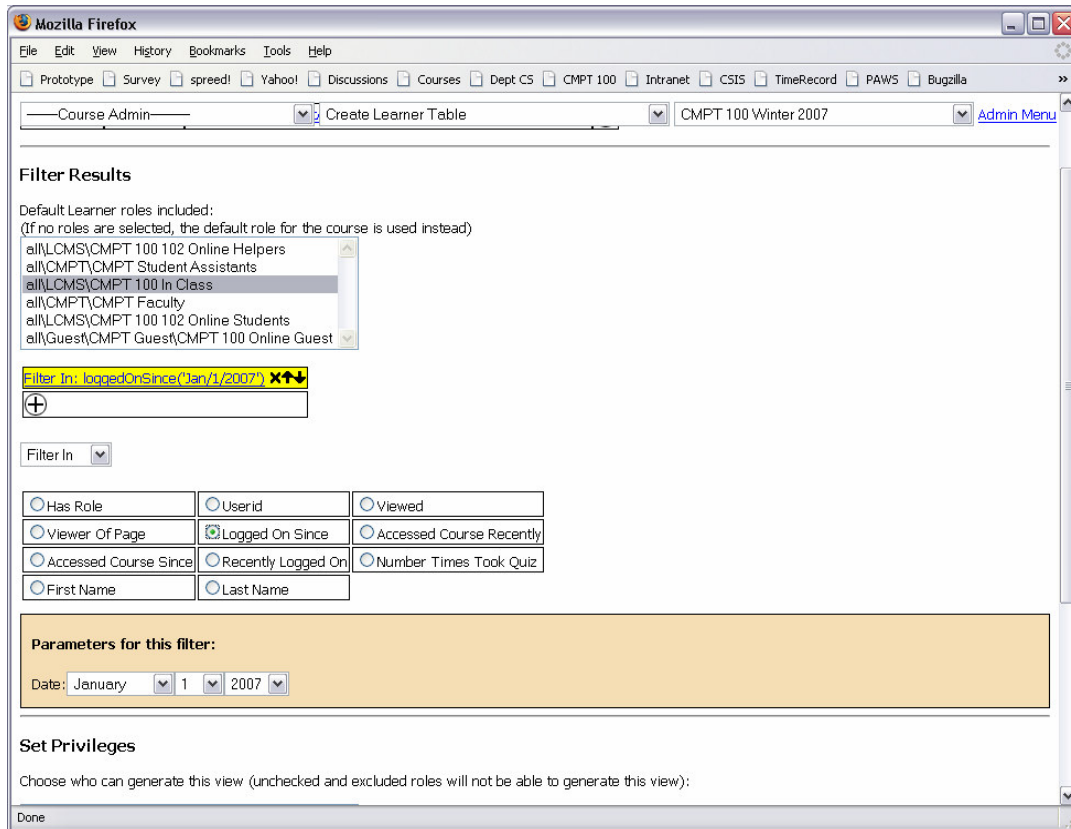 Mozilla Firefox
File Edit View History Bookmarks Tools Help
Prototype Survey spreed! Yahoo! Discussions Courses Dept CS CMPT 100 Intranet CSIS TimeRecord PAWS Bugzilla »
——Course Admin—— Create Learner Table CMPT 100 Winter 2007 Admin Menu
Filter Results
Default Learner roles included:
(If no roles are selected, the default role for the course is used instead)
all\LCMS\CMPT 100 102 Online Helpers
all\CMPT\CMPT Student Assistants
all\LCMS\CMPT 100 In Class
all\CMPT\CMPT Faculty
all\LCMS\CMPT 100 102 Online Students
all\Guest\CMPT Guest\CMPT 100 Online Guest
Filter In: loggedOnSince('Jan/1/2007')
Filter In
Has Role Userid Viewed
Viewer Of Page Logged On Since Accessed Course Recently
Accessed Course Since Recently Logged On Number Times Took Quiz
First Name Last Name
Parameters for this filter:
Date: January 1 2007
Set Privileges
Choose who can generate this view (unchecked and excluded roles will not be able to generate this view):
Done